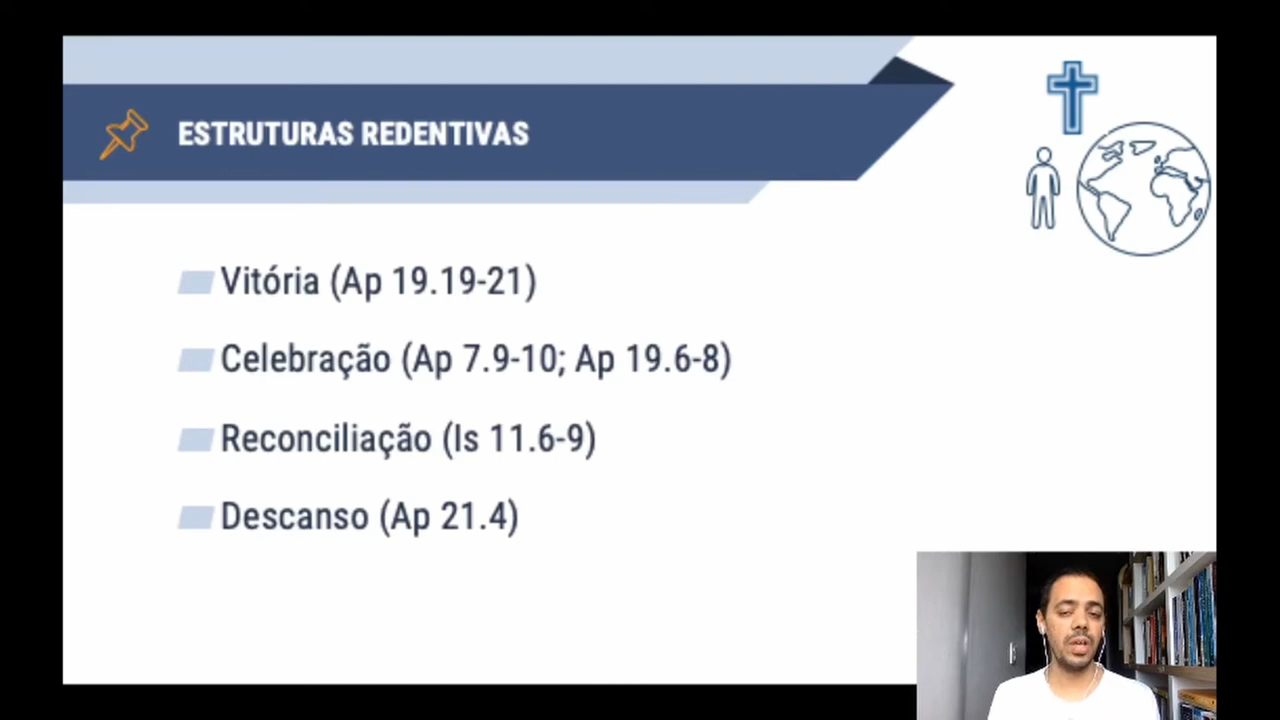 ESTRUTURAS REDENTIVAS
Vitória (Ap 19.19-21)
Celebração (Ap 7.9-10; Ap 19.6-8)
Reconciliação (Is 11.6-9)
Descanso (Ap 21.4)